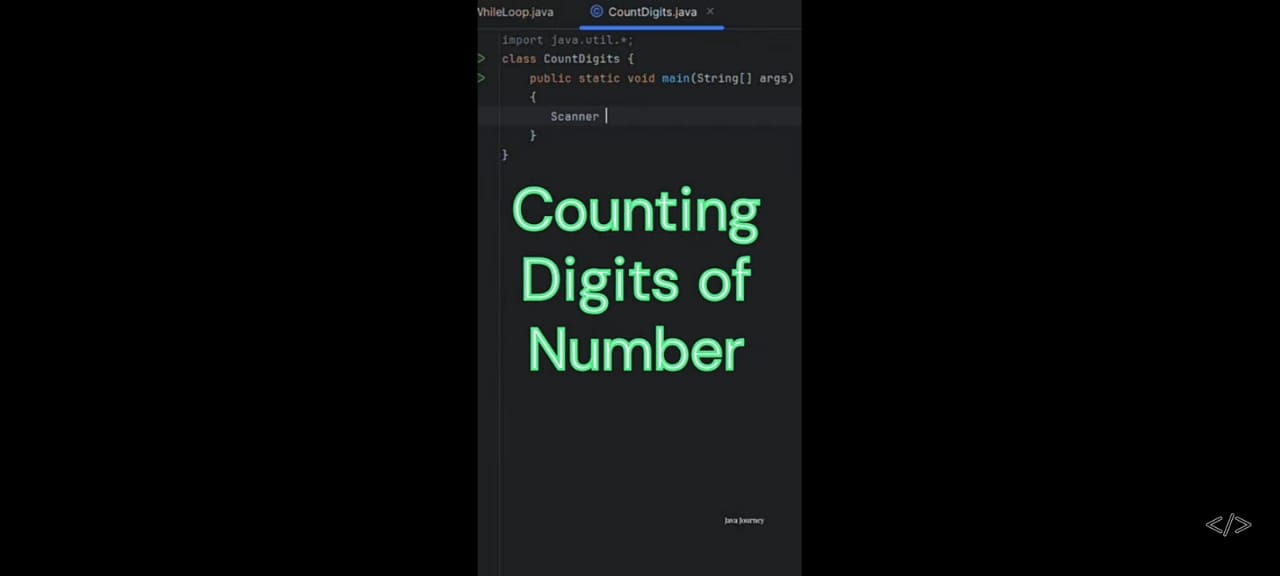 WhileLoop.java CountDigits.java
import java.util.*;
class CountDigits {
public static void main(String[] args)
{
Scanner
}
}
Counting
Digits of
Number
Java Journey
</>